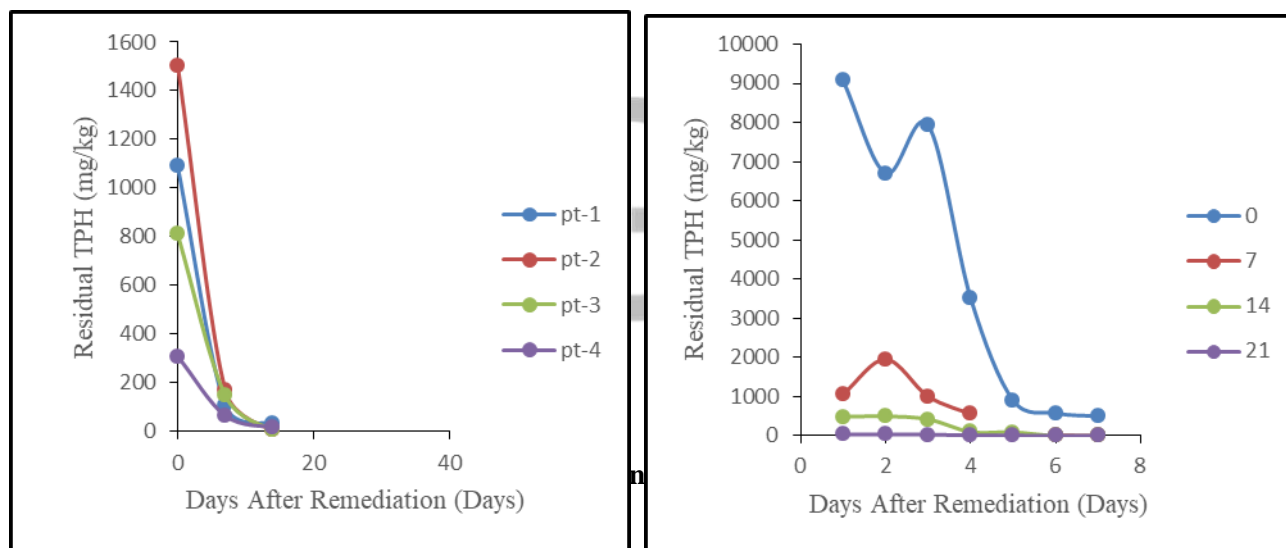 1600
1400
1200
1000
800
600
400
200
0
0 20 40
Residual TPH (mg/kg)
Days After Remediation (Days)
pt-1
pt-2
pt-3
pt-4
n
10000
9000
8000
7000
6000
5000
4000
3000
2000
1000
0
0 2 4 6 8
Residual TPH (mg/kg)
Days After Remediation (Days)
0
7
14
21